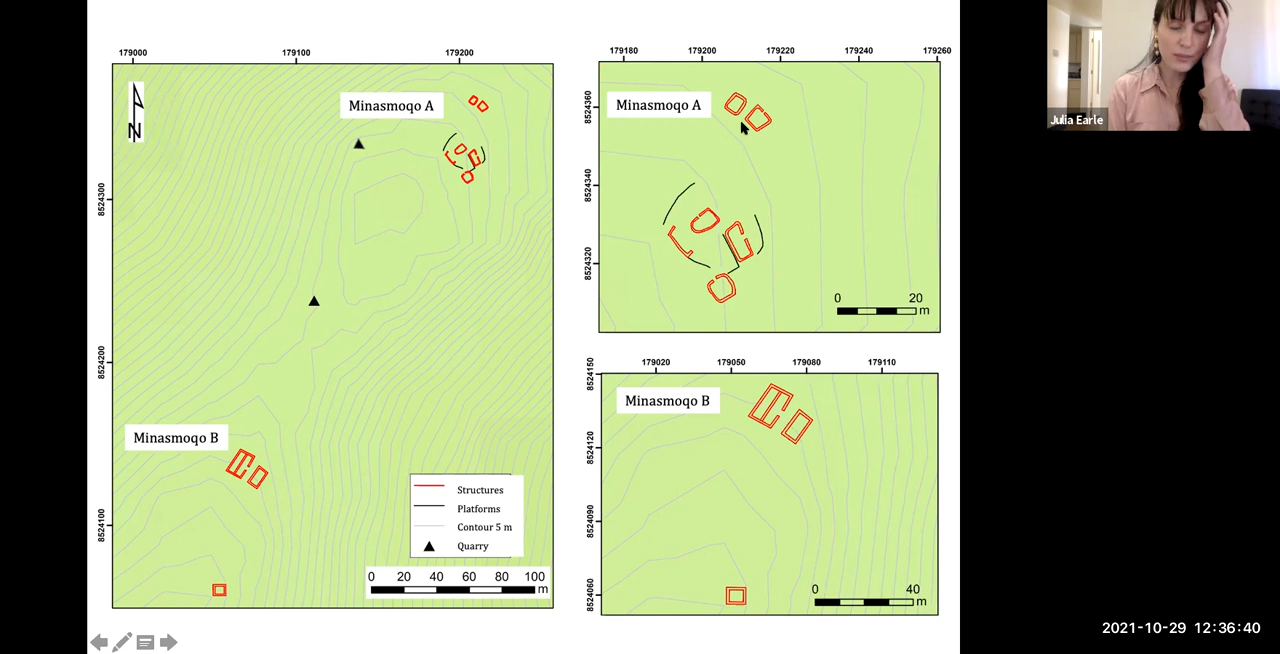 179000
179100
179200
N
Minasmoqo A
8524300
8524200
8524100
Minasmoqo B
Structures
Platforms
Contour 5 m
Quarry
0
20
40
60
80
100
m
179180
179200
179220
179240
179260
8524360
8524340
8524320
Minasmoqo A
0
20
m
179020
179050
179080
179110
8524150
8524120
8524090
8524060
Minasmoqo B
0
40
m
Julia Earle
2021-10-29 12:36:40